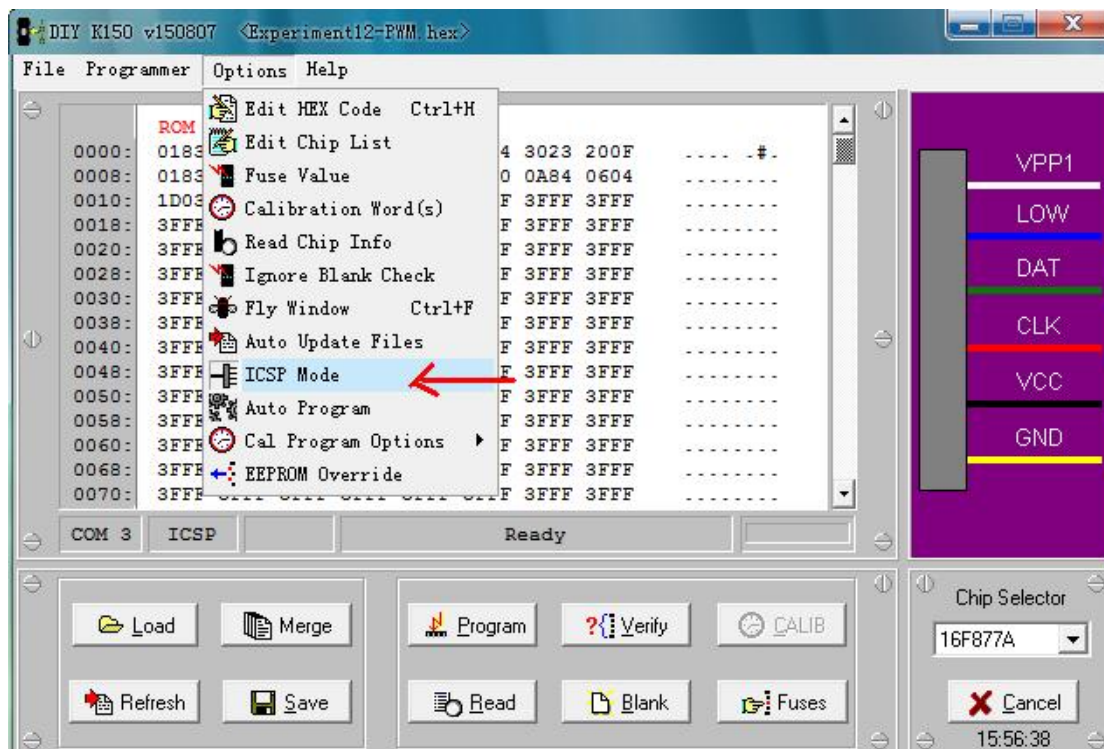 DIY K150 v150807 <Experiment12-PWM.hex>
File Programmer Options Help
Edit HEX Code Ctrl+H
Edit Chip List
Fuse Value
Calibration Word(s)
Read Chip Info
Ignore Blank Check
Fly Window Ctrl+F
Auto Update Files
ICSP Mode
Auto Program
Cal Program Options
EEPROM Override
ROM
0000: 0183 4 3023 200F .... .#.
0008: 0183 0 0A84 0604 ........
0010: 1D03 F 3FFF 3FFF ........
0018: 3FFF F 3FFF 3FFF ........
0020: 3FFF F 3FFF 3FFF ........
0028: 3FFF F 3FFF 3FFF ........
0030: 3FFF F 3FFF 3FFF ........
0038: 3FFF F 3FFF 3FFF ........
0040: 3FFF F 3FFF 3FFF ........
0048: 3FFF F 3FFF 3FFF ........
0050: 3FFF F 3FFF 3FFF ........
0058: 3FFF F 3FFF 3FFF ........
0060: 3FFF F 3FFF 3FFF ........
0068: 3FFF F 3FFF 3FFF ........
0070: 3FFF F 3FFF 3FFF ........
VPP1
LOW
DAT
CLK
VCC
GND
COM 3 ICSP Ready
Load Merge Program Verify CALIB
Refresh Save Read Blank Fuses
Chip Selector
16F877A
Cancel
15:56:38